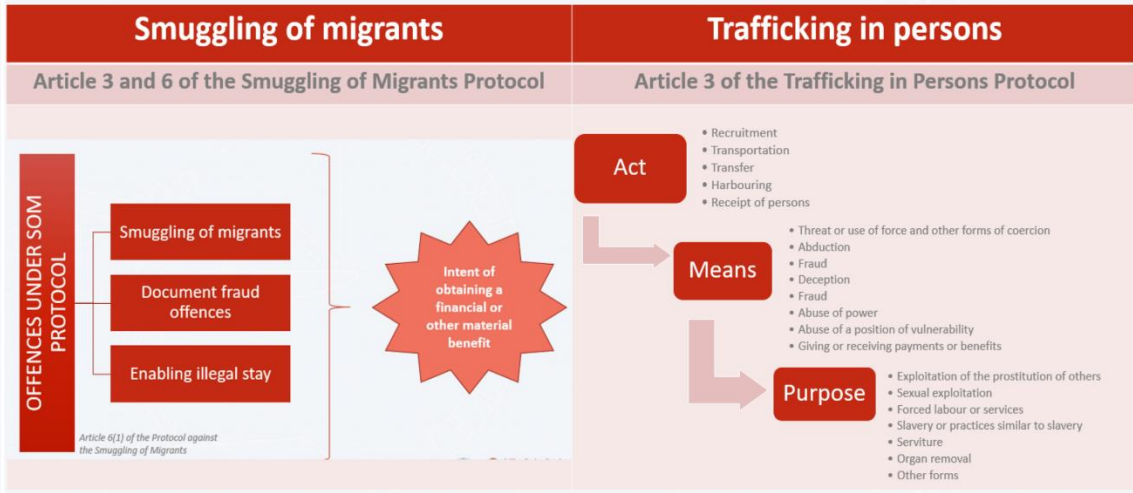 Smuggling of migrants
Article 3 and 6 of the Smuggling of Migrants Protocol
OFFENCES UNDER SOM
PROTOCOL
Smuggling of migrants
Document fraud
offences
Enabling illegal stay
Article 6(1) of the Protocol against
the Smuggling of Migrants
Intent of
obtaining a
financial or
other material
benefit
Trafficking in persons
Article 3 of the Trafficking in Persons Protocol
Act
• Recruitment
• Transportation
• Transfer
• Harbouring
• Receipt of persons
Means
• Threat or use of force and other forms of coercion
• Abduction
• Fraud
• Deception
• Fraud
• Abuse of power
• Abuse of a position of vulnerability
• Giving or receiving payments or benefits
Purpose
• Exploitation of the prostitution of others
• Sexual exploitation
• Forced labour or services
• Slavery or practices similar to slavery
• Serviture
• Organ removal
• Other forms